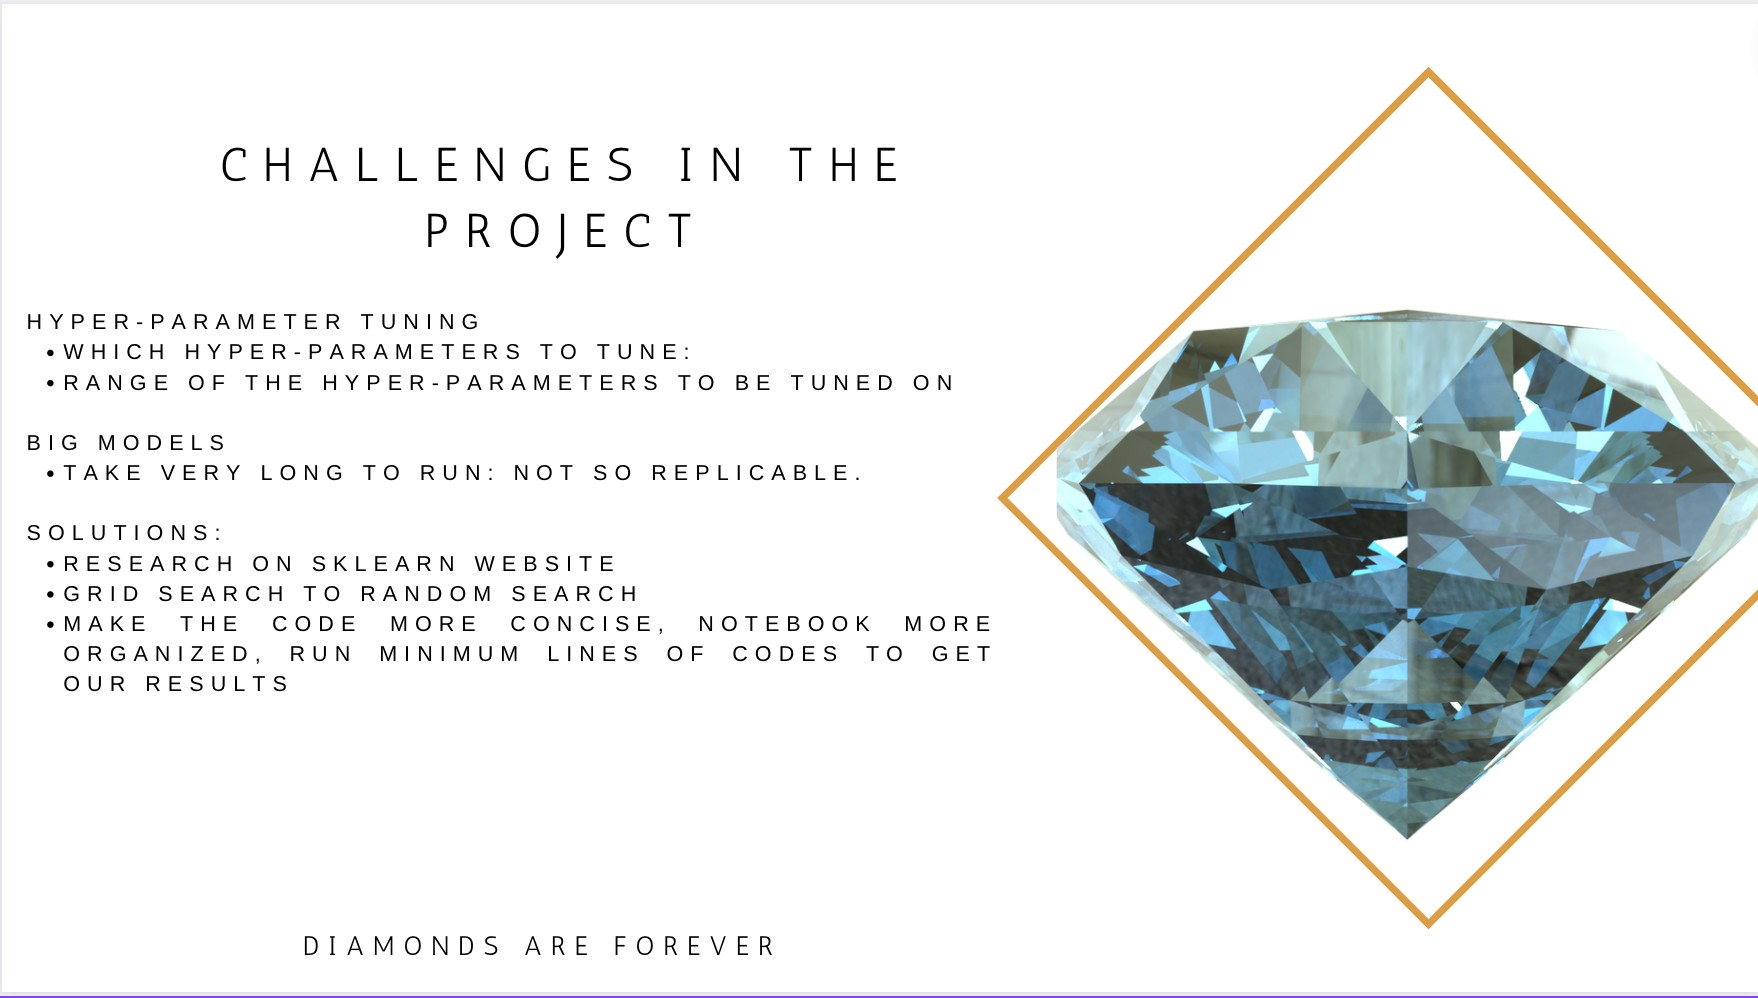 CHALLENGES IN THE
PROJECT
HYPER-PARAMETER TUNING
• WHICH HYPER-PARAMETERS TO TUNE:
• RANGE OF THE HYPER-PARAMETERS TO BE TUNED ON
BIG MODELS
• TAKE VERY LONG TO RUN: NOT SO REPLICABLE.
SOLUTIONS:
• RESEARCH ON SKLEARN WEBSITE
• GRID SEARCH TO RANDOM SEARCH
• MAKE THE CODE MORE CONCISE, NOTEBOOK MORE
ORGANIZED, RUN MINIMUM LINES OF CODES TO GET
OUR RESULTS
DIAMONDS ARE FOREVER